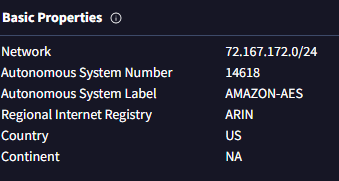 Basic Properties
Network 72.167.172.0/24
Autonomous System Number 14618
Autonomous System Label AMAZON-AES
Regional Internet Registry ARIN
Country US
Continent NA